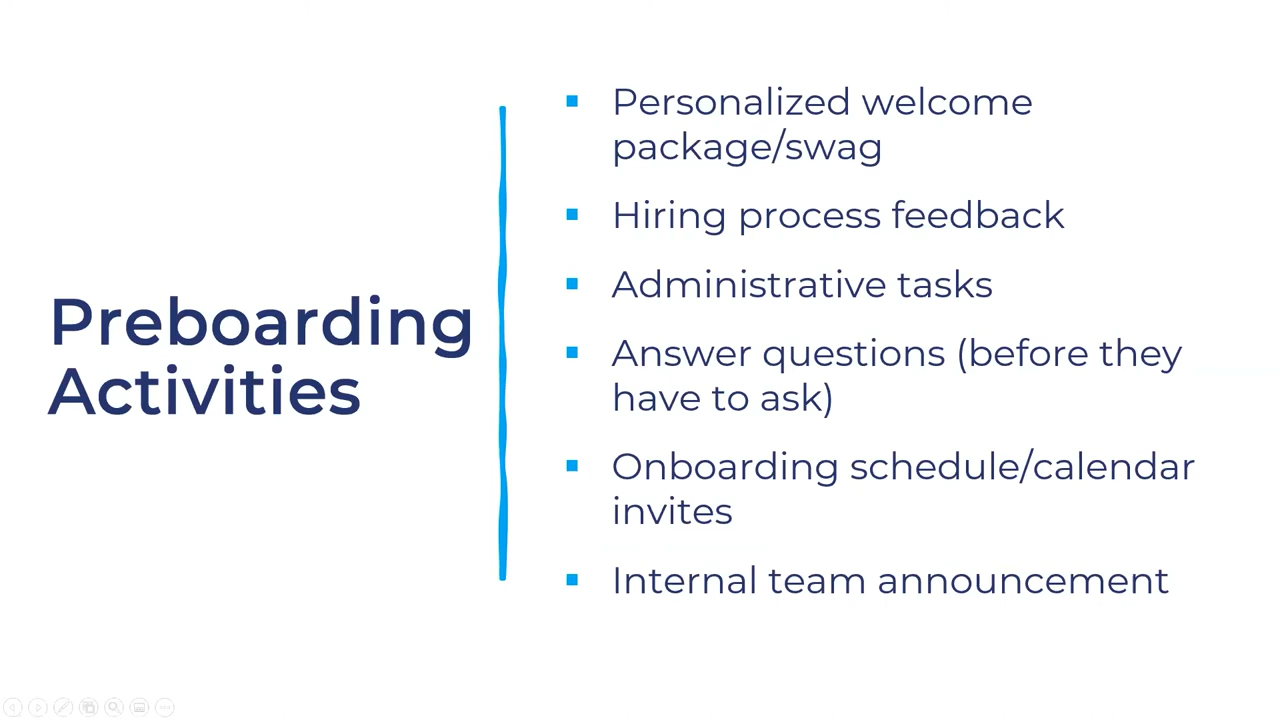 Preboarding
Activities
Personalized welcome
package/swag
Hiring process feedback
Administrative tasks
Answer questions (before they
have to ask)
Onboarding schedule/calendar
invites
Internal team announcement